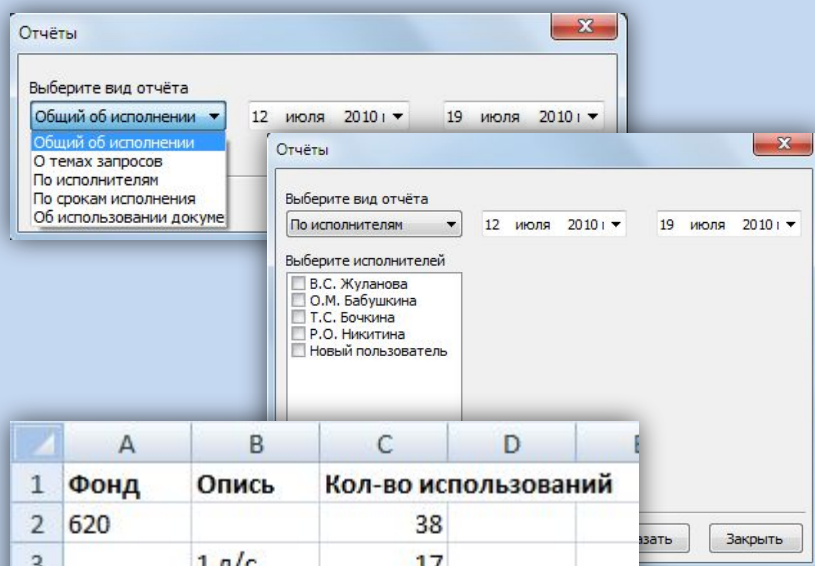 Отчёты
Выберите вид отчёта
Общий об исполнении 12 июля 2010 19 июля 2010
Общий об исполнении
О темах запросов
По исполнителям
По срокам исполнения
Об использовании докуме
Отчёты
Выберите вид отчёта
По исполнителям 12 июля 2010 19 июля 2010
Выберите исполнителей
В.С. Жуланова
О.М. Бабушкина
Т.С. Бочкина
Р.О. Никитина
Новый пользователь
Закрыть
A B C D
1 Фонд Опись Кол-во использований
2 620 38
3 1 л/с 17